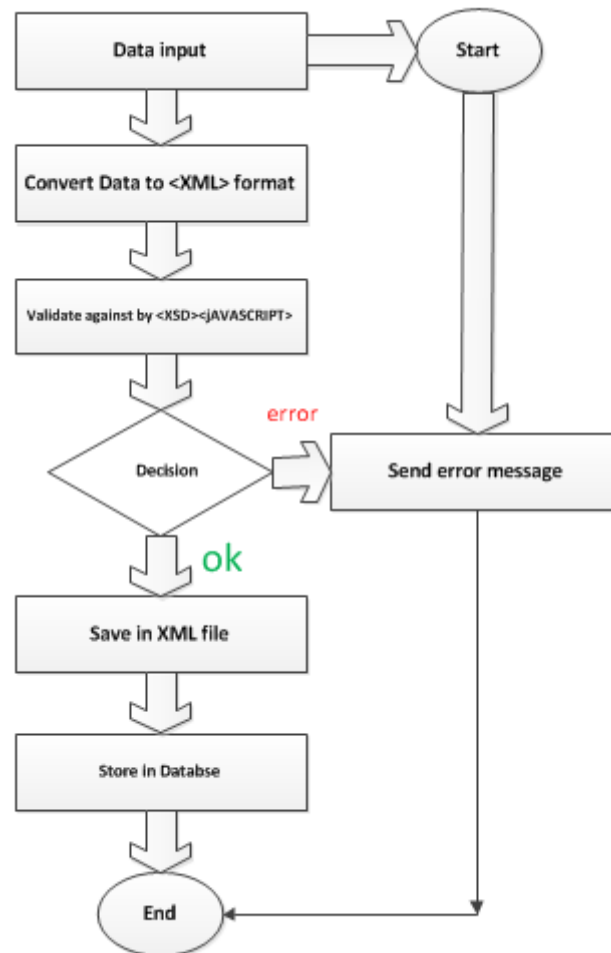 Data input
Start
Convert Data to <XML> format
Validate against by <XSD><jAVASCRIPT>
error
Decision
Send error message
ok
Save in XML file
Store in Databse
End